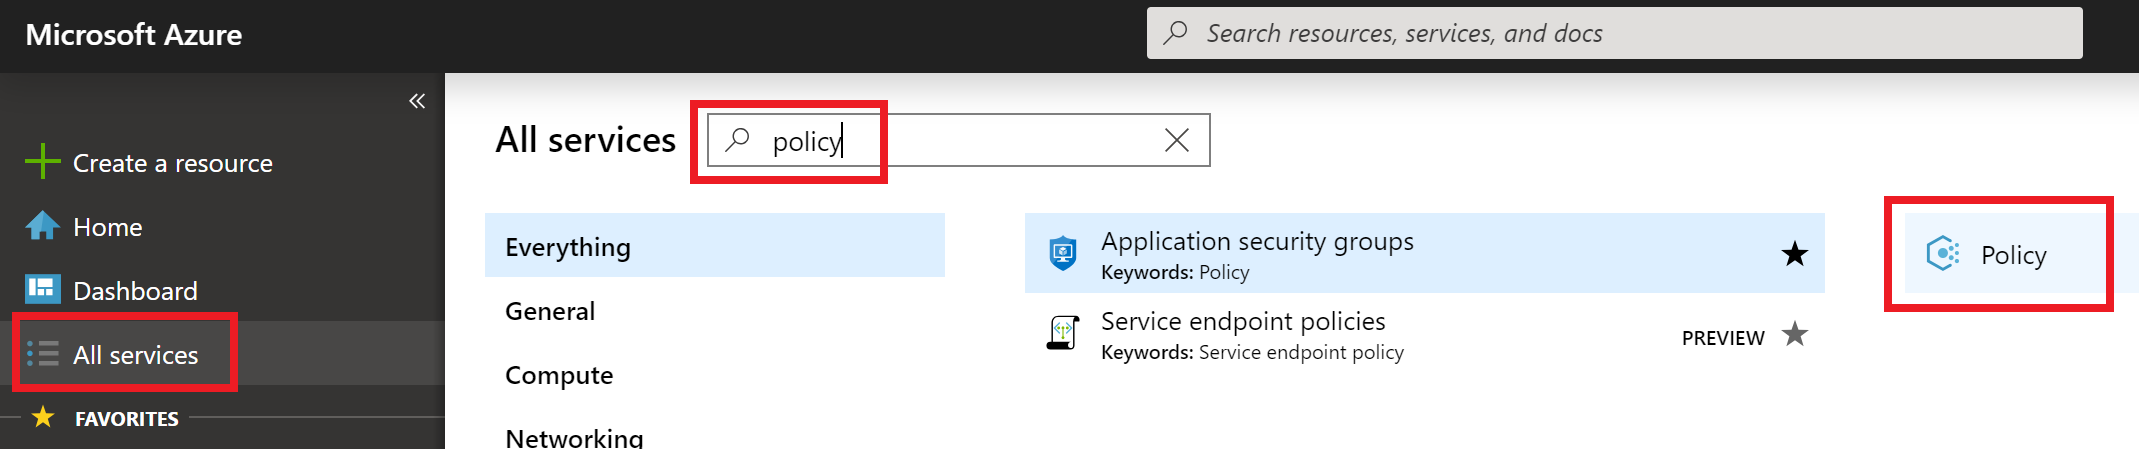 Microsoft Azure
Search resources, services, and docs
Create a resource
Home
Dashboard
All services
FAVORITES
All services
policy
Everything
General
Compute
Networking
Application security groups
Keywords: Policy
Service endpoint policies
Keywords: Service endpoint policy
PREVIEW
Policy